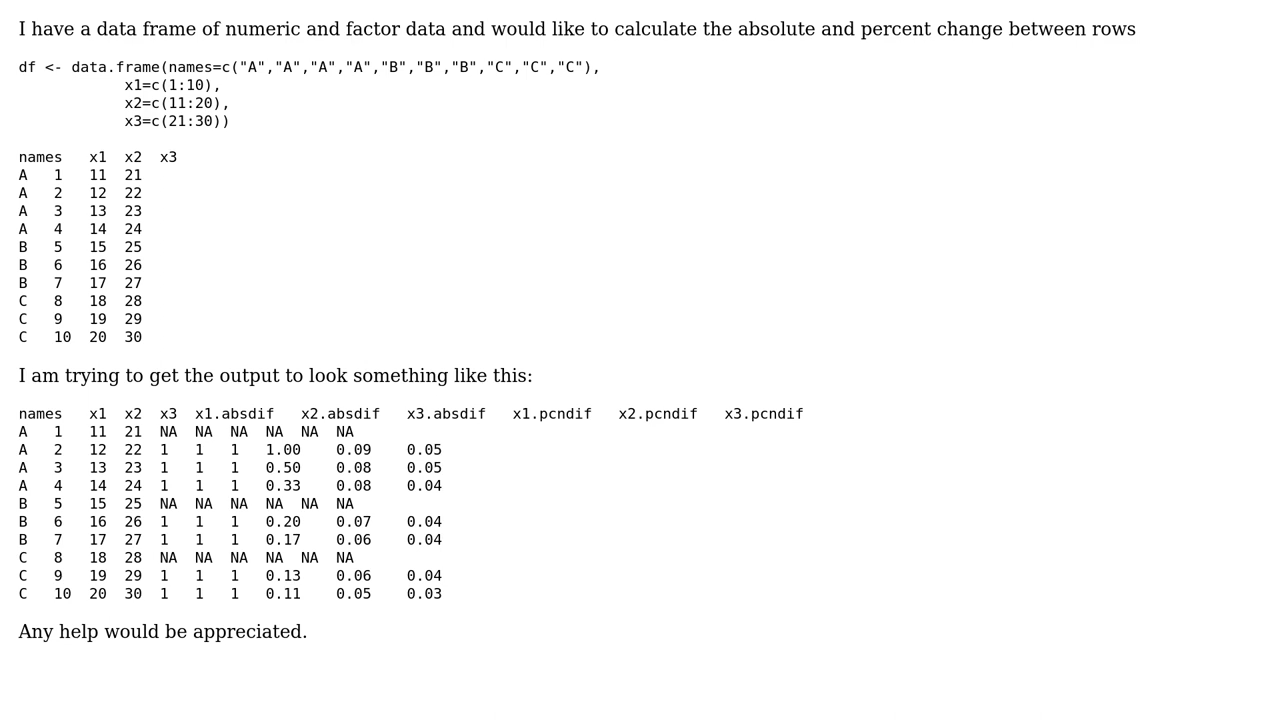 I have a data frame of numeric and factor data and would like to calculate the absolute and percent change between rows
df <- data.frame(names=c("A","A","A","A","B","B","B","C","C","C"),
            x1=c(1:10),
            x2=c(11:20),
            x3=c(21:30))
names   x1  x2  x3
A   1   11  21
A   2   12  22
A   3   13  23
A   4   14  24
B   5   15  25
B   6   16  26
B   7   17  27
C   8   18  28
C   9   19  29
C   10  20  30
I am trying to get the output to look something like this:
names   x1  x2  x3  x1.absdif   x2.absdif   x3.absdif   x1.pcndif   x2.pcndif   x3.pcndif
A   1   11  21  NA  NA  NA  NA  NA  NA
A   2   12  22  1   1   1   1.00    0.09    0.05
A   3   13  23  1   1   1   0.50    0.08    0.05
A   4   14  24  1   1   1   0.33    0.08    0.04
B   5   15  25  NA  NA  NA  NA  NA  NA
B   6   16  26  1   1   1   0.20    0.07    0.04
B   7   17  27  1   1   1   0.17    0.06    0.04
C   8   18  28  NA  NA  NA  NA  NA  NA
C   9   19  29  1   1   1   0.13    0.06    0.04
C   10  20  30  1   1   1   0.11    0.05    0.03
Any help would be appreciated.